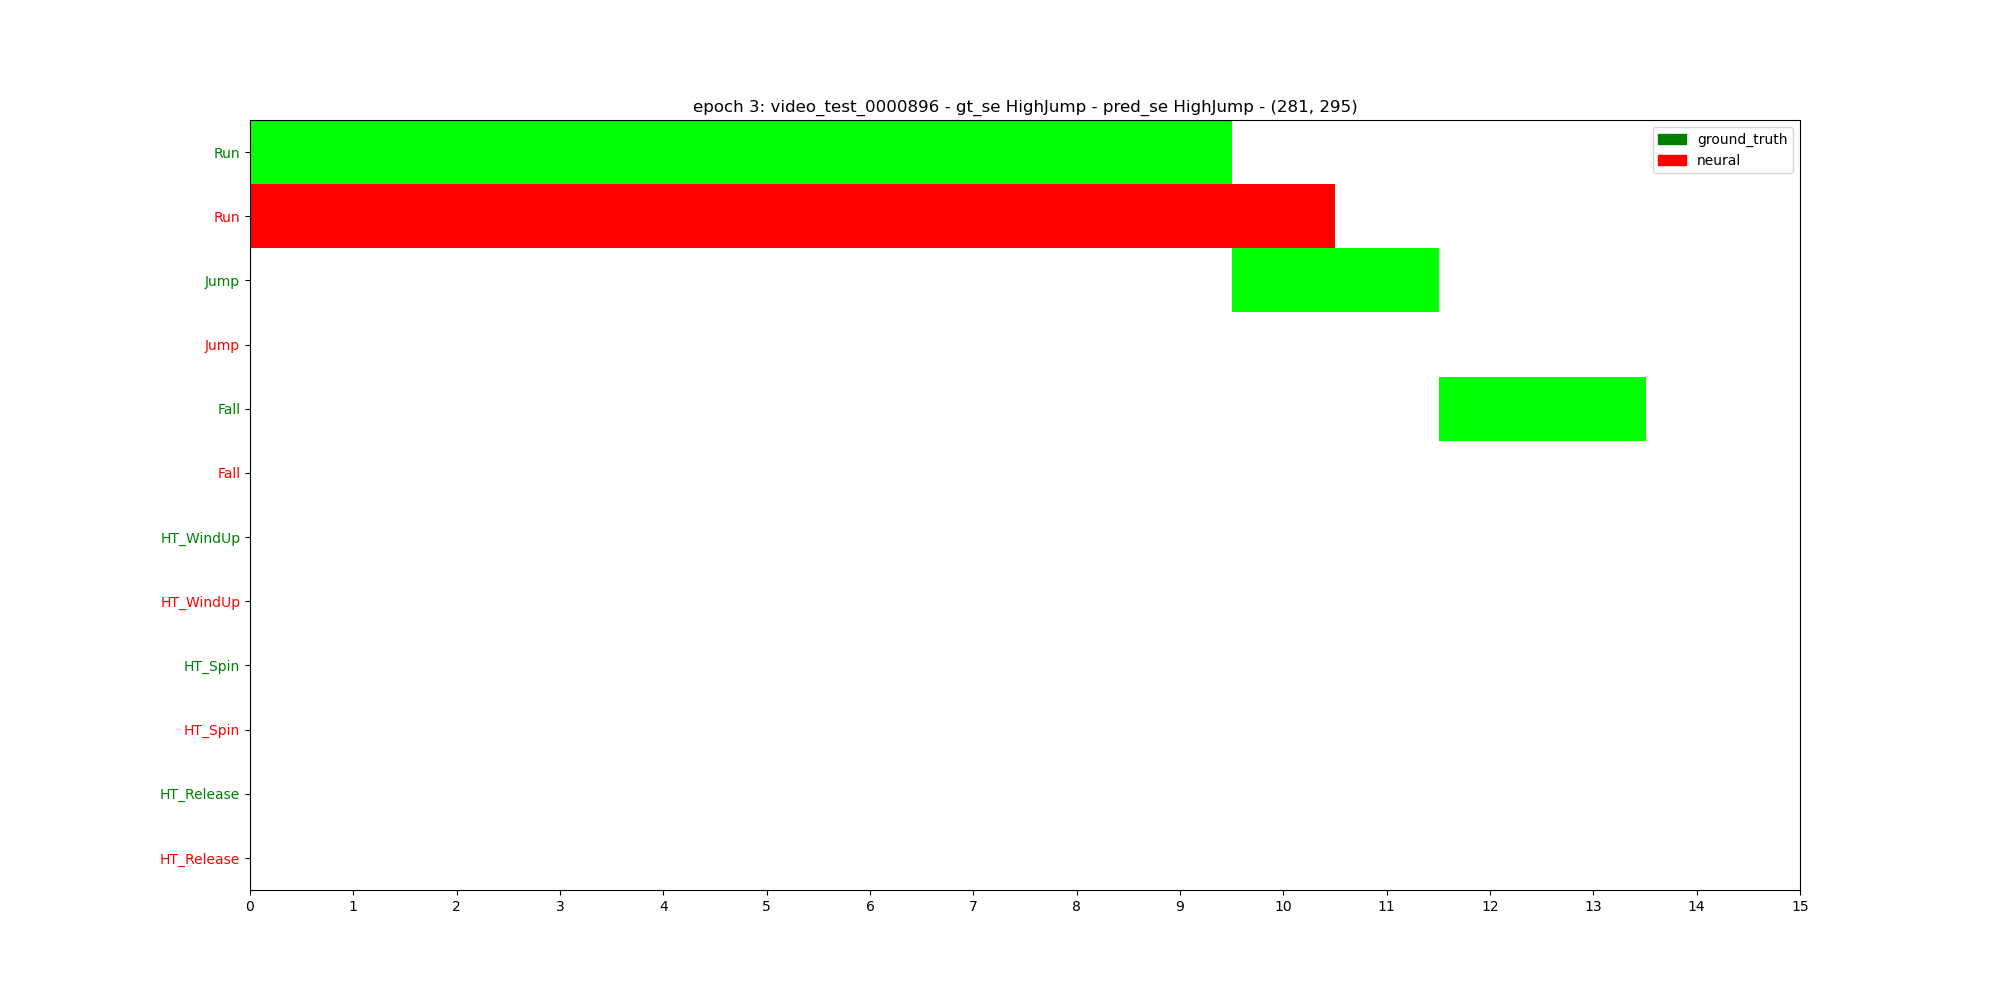 epoch 3: video_test_0000896 - gt_se HighJump - pred_se HighJump - (281, 295)
ground_truth
neural
Run
Run
Jump
Jump
Fall
Fall
HT_WindUp
HT_WindUp
HT_Spin
HT_Spin
HT_Release
HT_Release
0 1 2 3 4 5 6 7 8 9 10 11 12 13 14 15